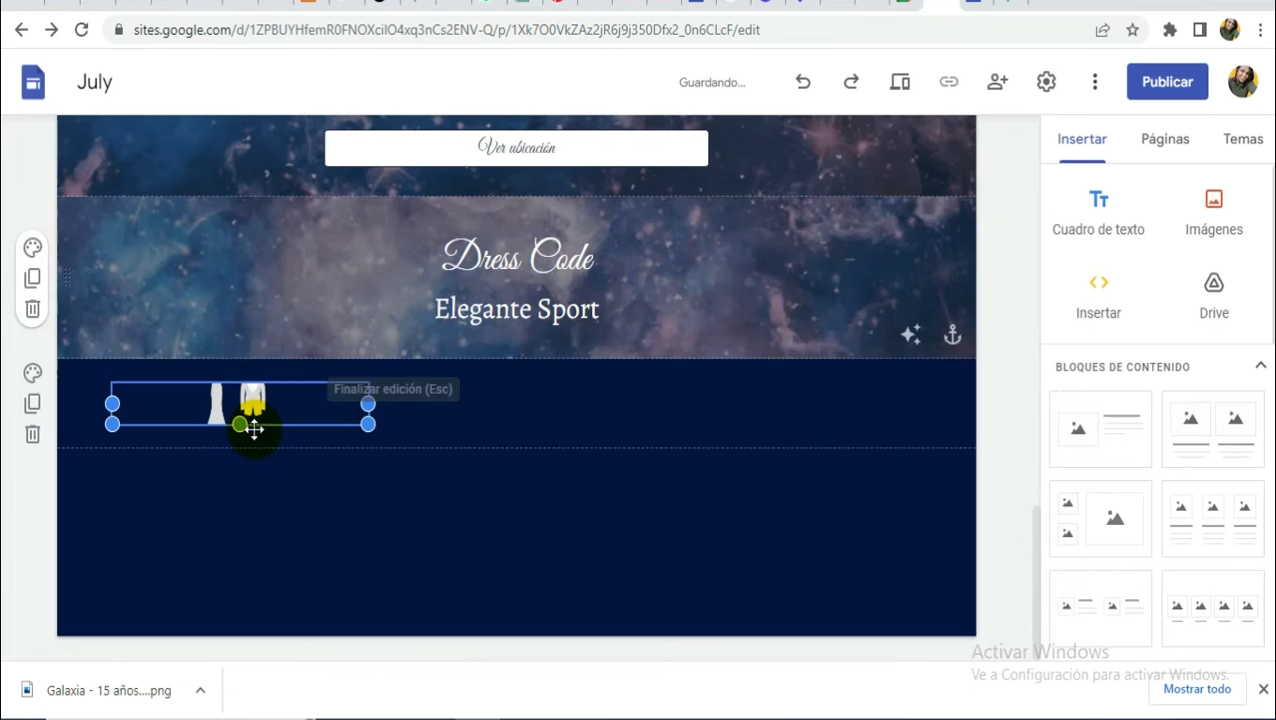 sites.google.com/d/1ZPBUYHfemR0FNOXcilO4xq3nCs2ENV-Q/p/1Xk7O0VkZAz2jR6j9j350Dfx2_0n6CLcF/edit
July
Guardando...
Publicar
Insertar
Páginas
Temas
Ver ubicación
Cuadro de texto
Imágenes
Dress Code
Elegante Sport
Insertar
Drive
BLOQUES DE CONTENIDO
Finalizar edición (Esc)
Activar Windows
Ve a Configuración para activar Windows.
Galaxia - 15 años....png
Mostrar todo